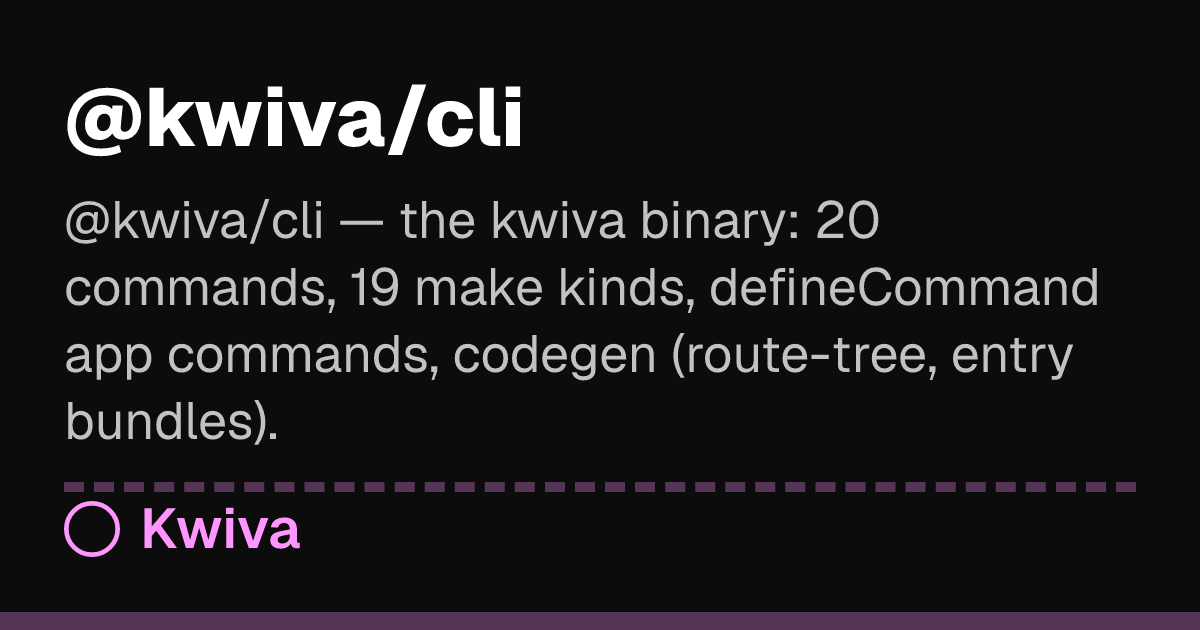 @kwiva/cli
@kwiva/cli — the kwiva binary: 20
commands, 19 make kinds, defineCommand
app commands, codegen (route-tree, entry
bundles).
Kwiva